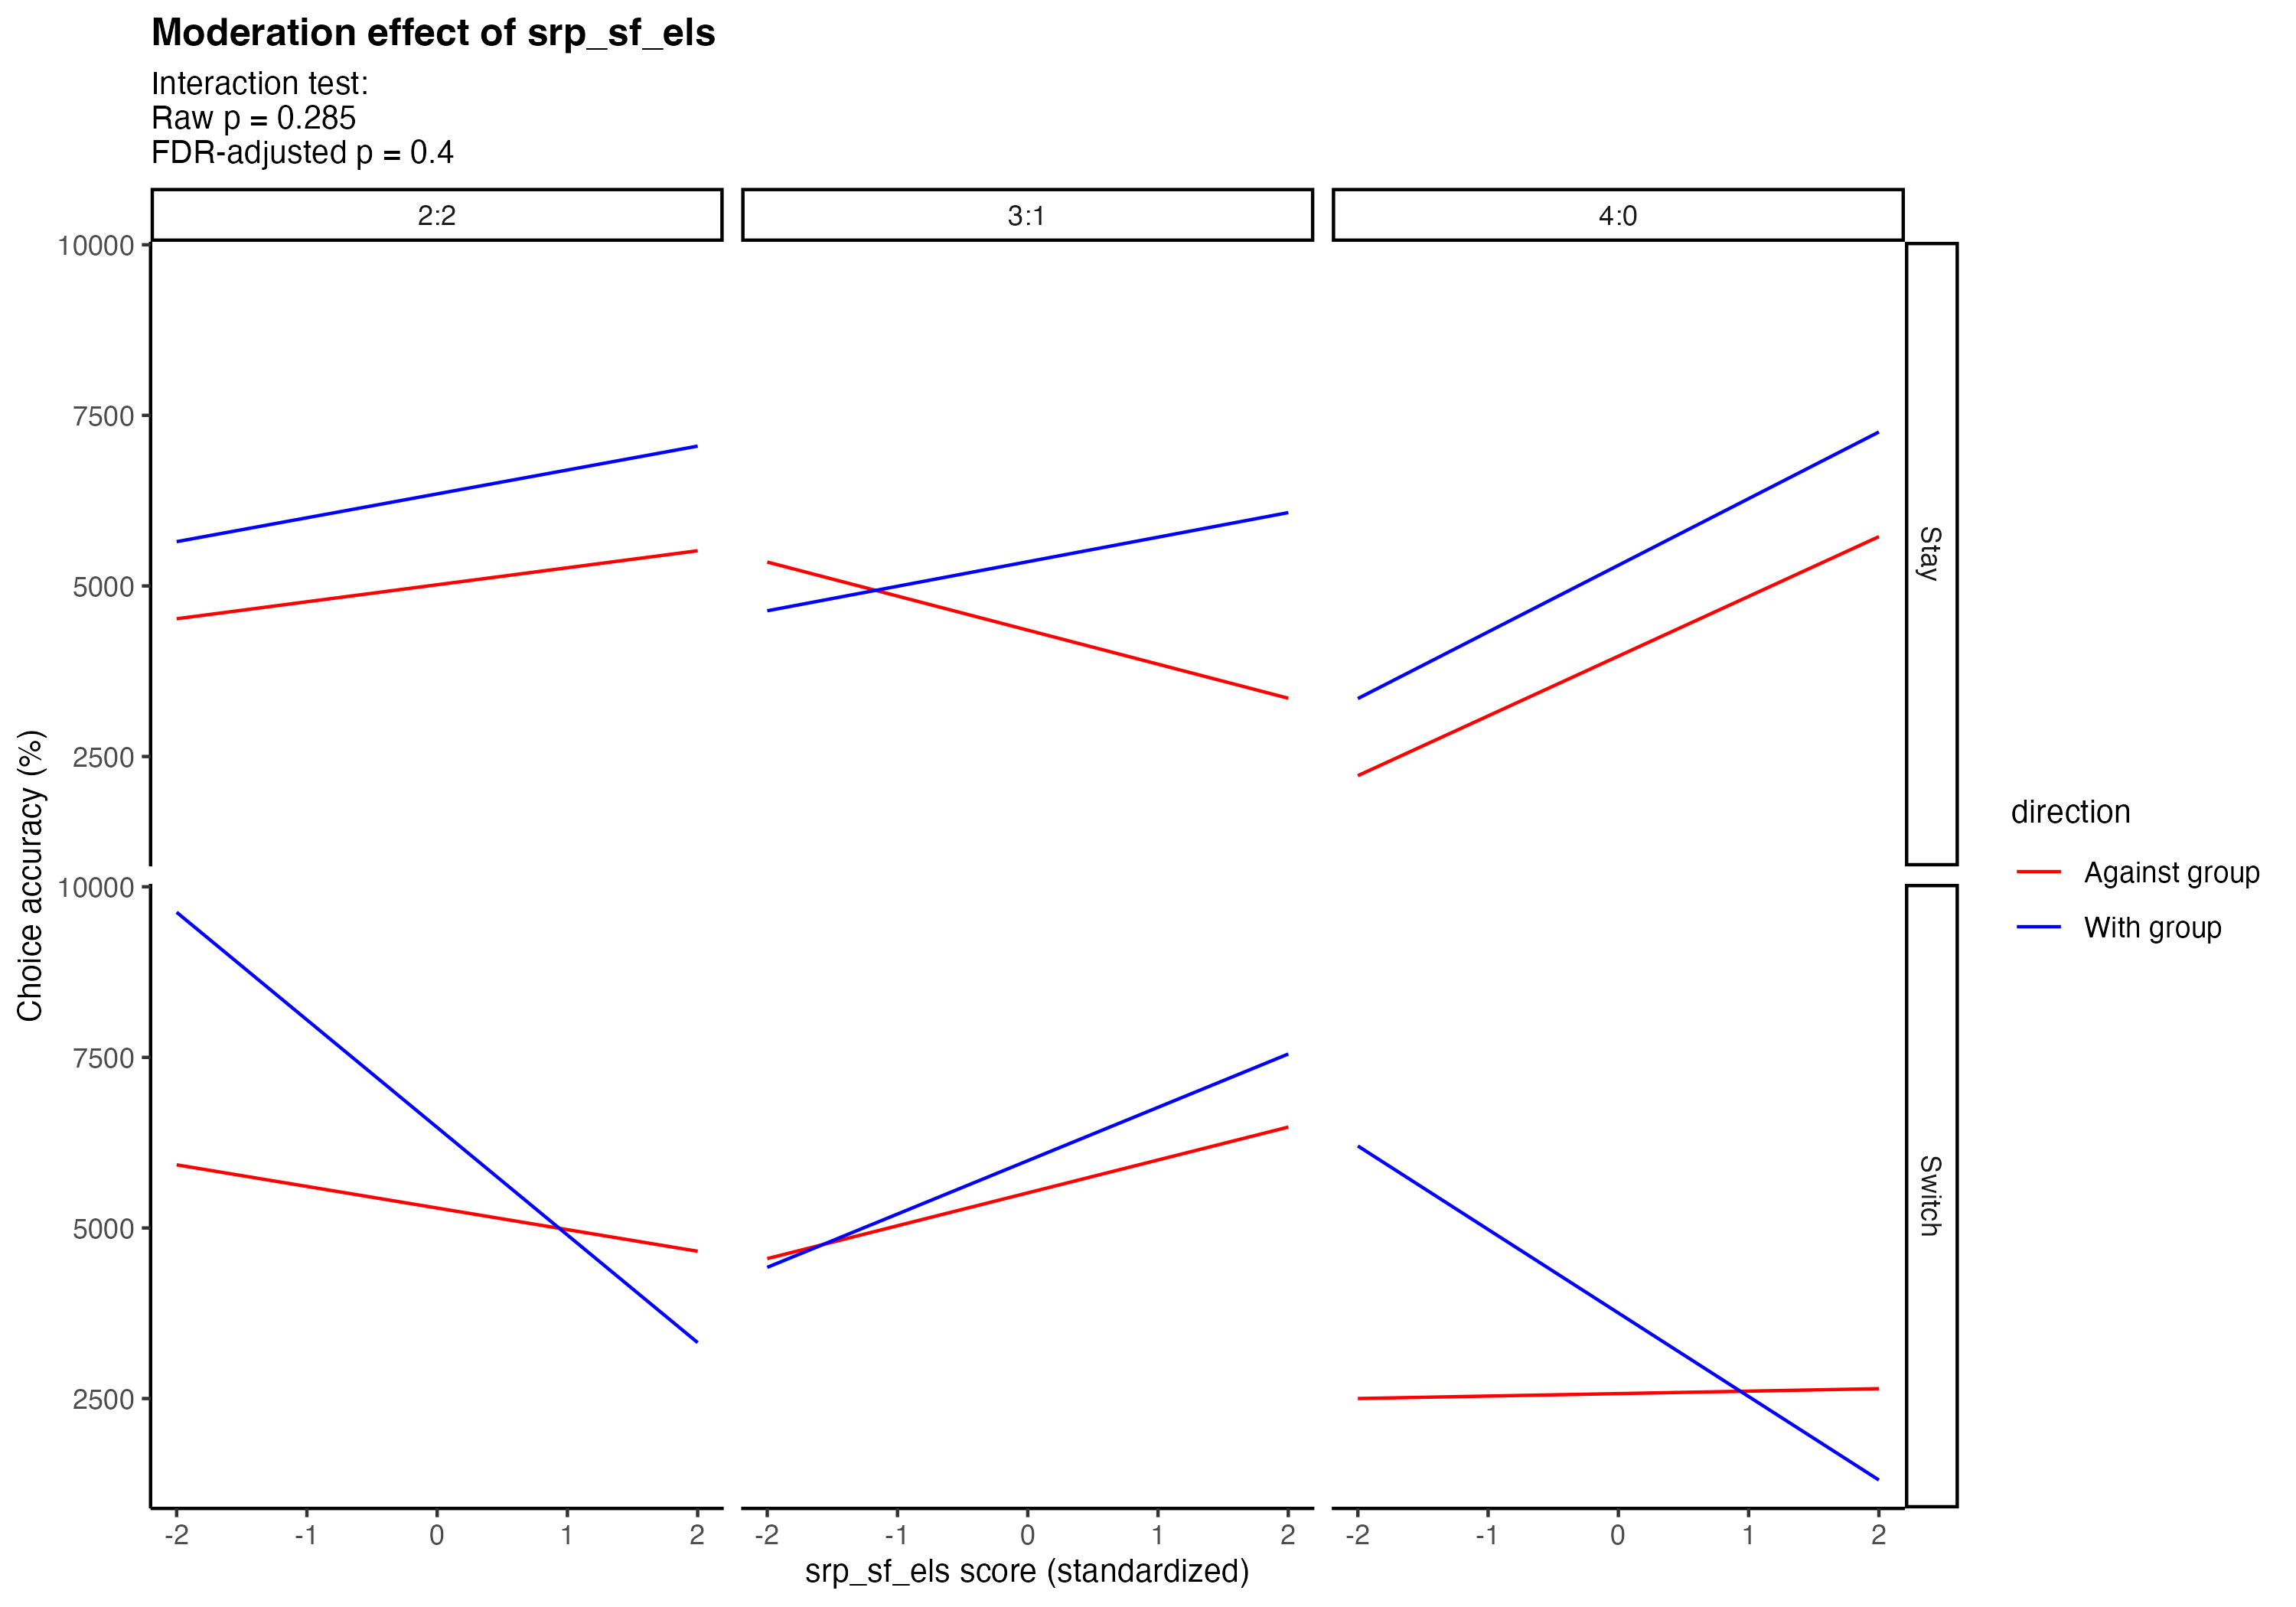 Moderation effect of srp_sf_els
Interaction test:
Raw p = 0.285
FDR-adjusted p = 0.4
2:2
3:1
4:0
10000
7500
5000
2500
Stay
10000
7500
5000
2500
Switch
Choice accuracy (%)
-2 -1 0 1 2
-2 -1 0 1 2
-2 -1 0 1 2
srp_sf_els score (standardized)
direction
Against group
With group